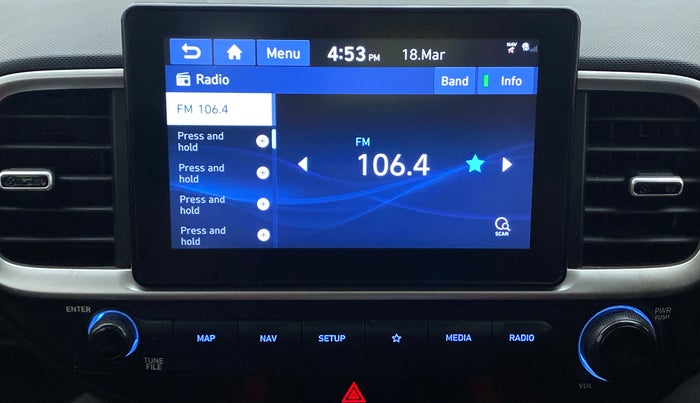 Menu 4:53 PM 18.Mar NAV
Radio Band Info
FM 106.4
Press and hold
Press and hold
Press and hold
Press and hold
FM
106.4
SCAN
ENTER
TUNE
FILE
MAP NAV SETUP MEDIA RADIO
PWR
PUSH
VOL